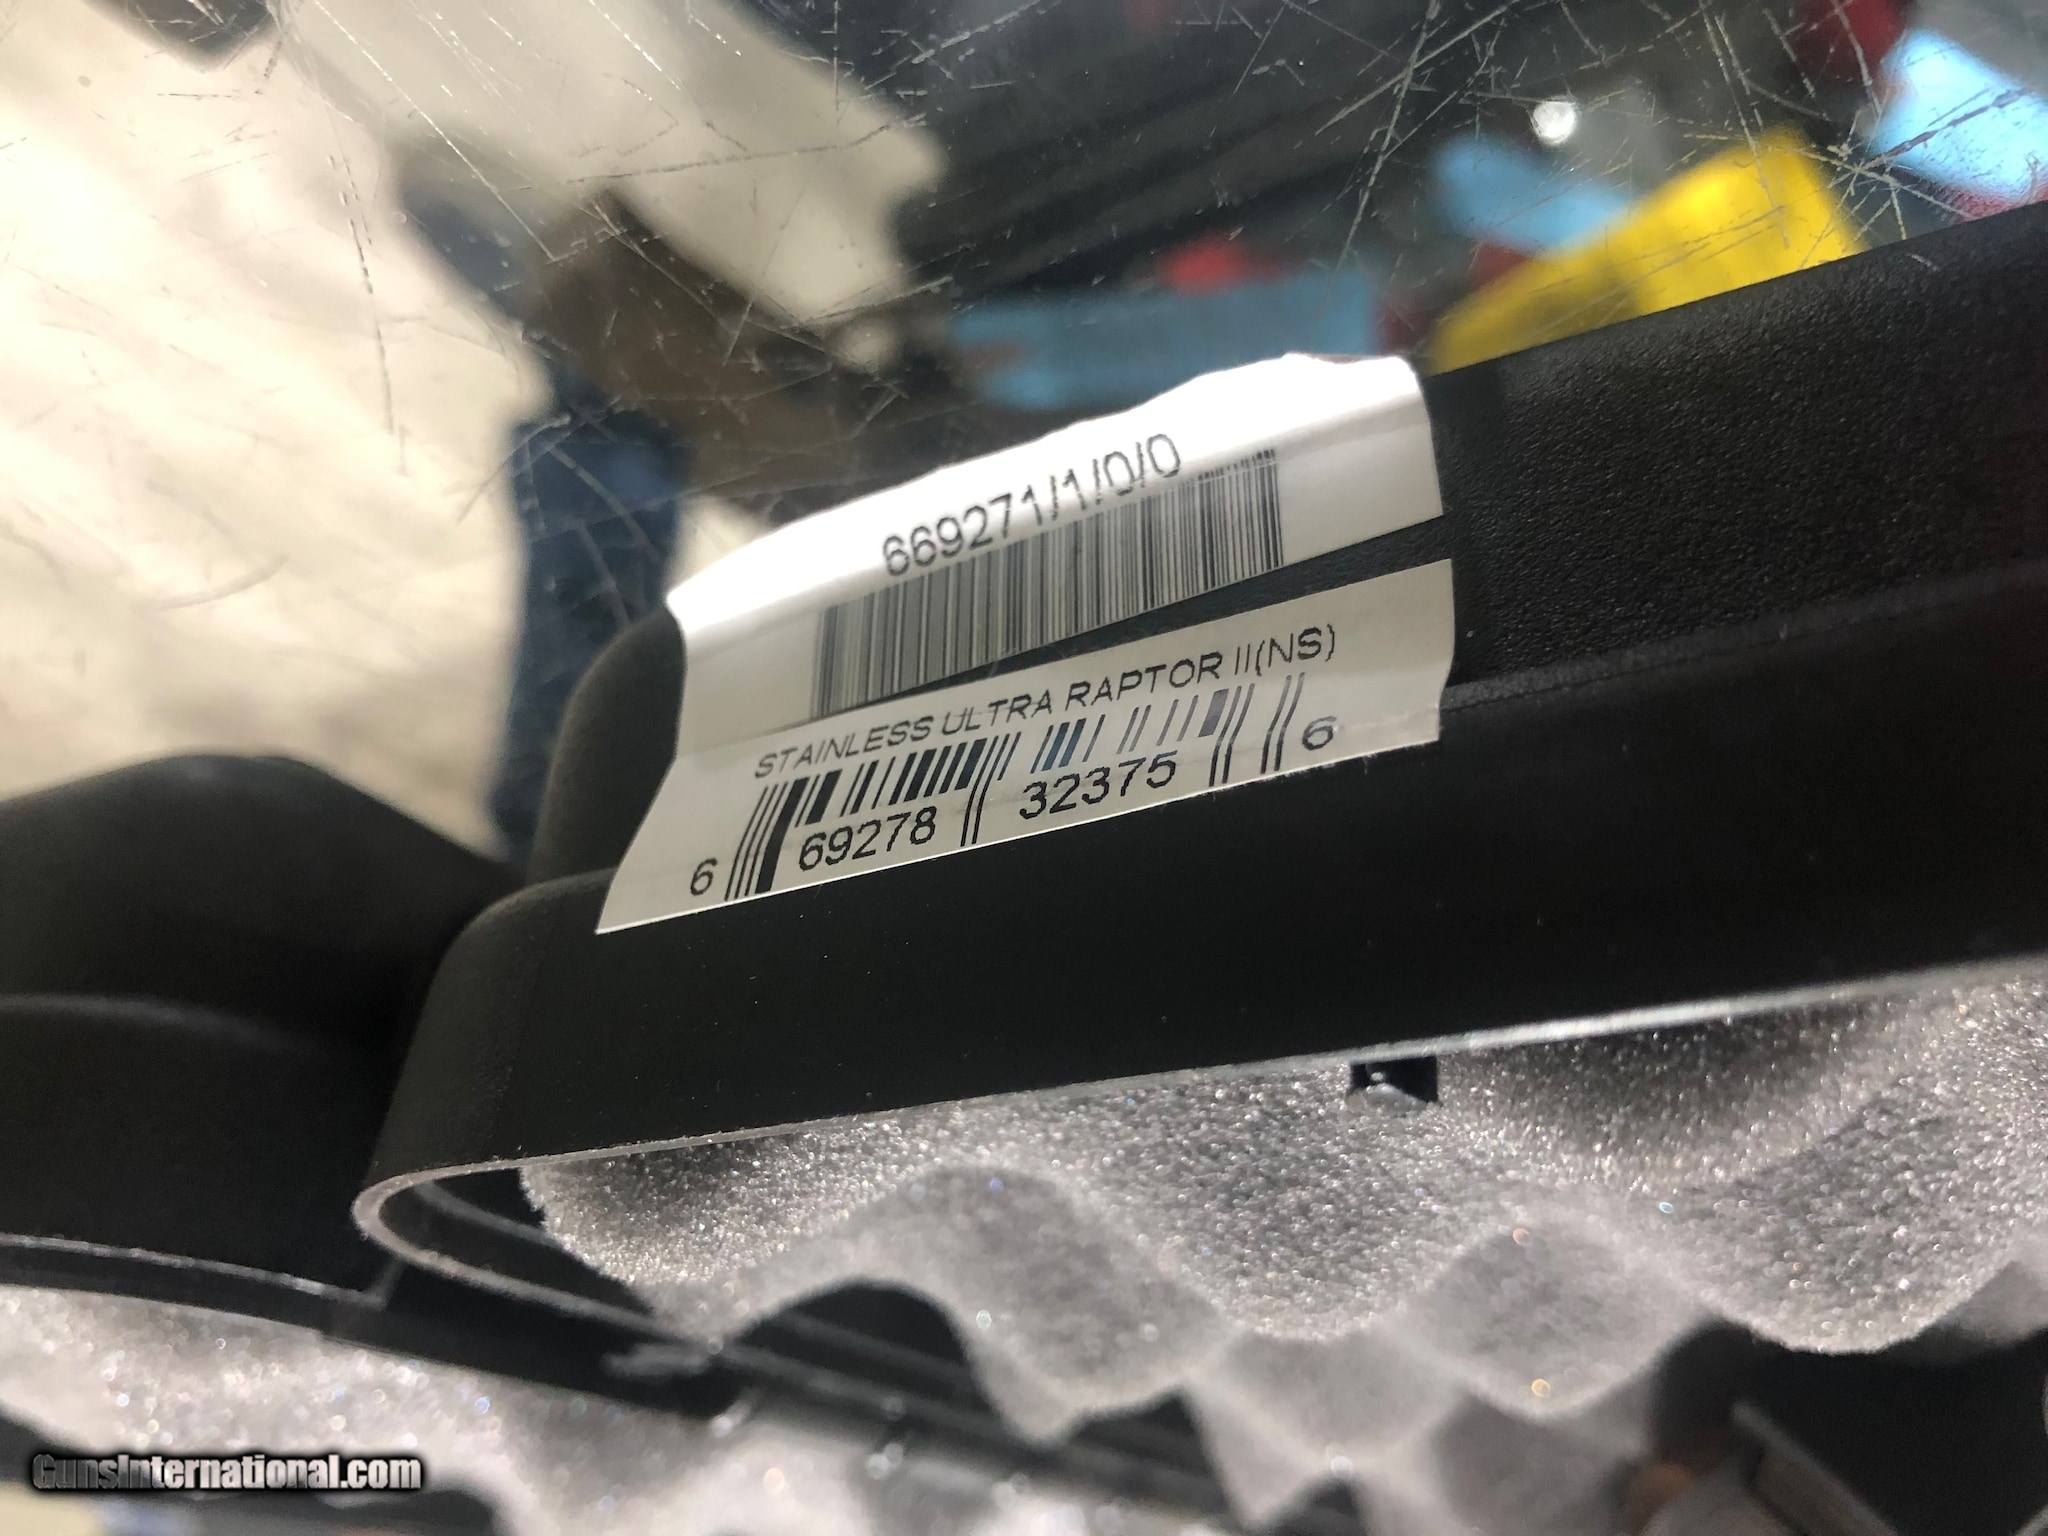 669271/1/0/0
STAINLESS ULTRA RAPTOR II(NS)
6 69278 32375 6
GunsInternational.com